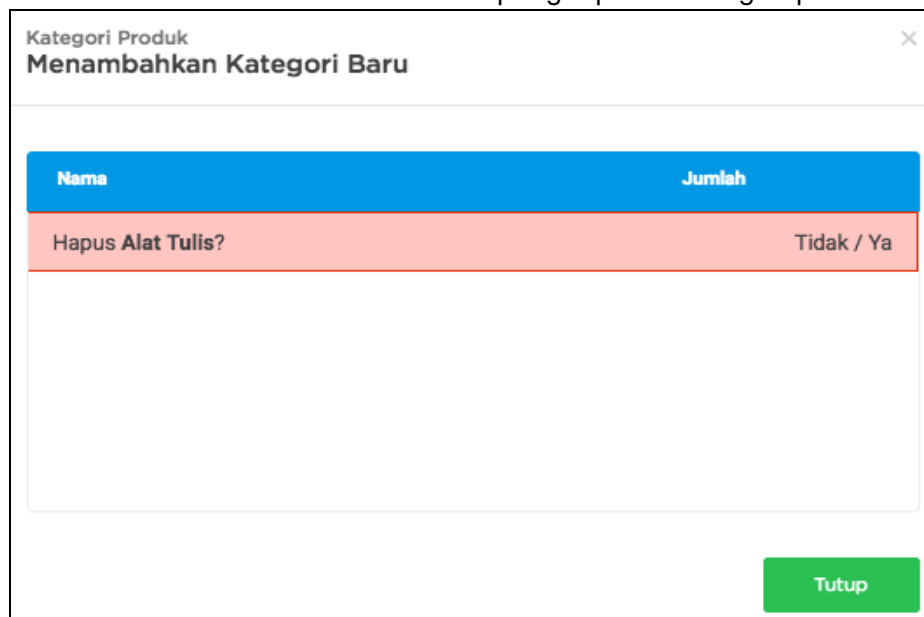 Kategori Produk
Menambahkan Kategori Baru
Nama Jumlah
Hapus Alat Tulis? Tidak / Ya
Tutup